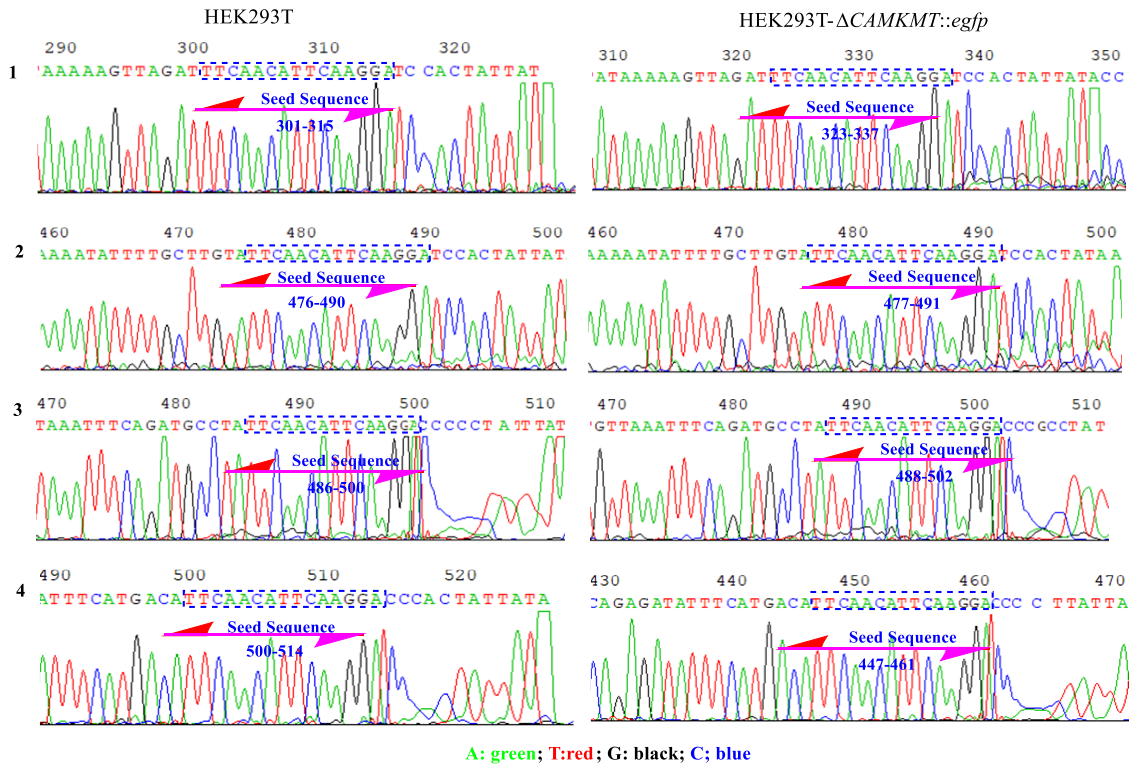 HEK293T
HEK293T-ΔCAMKMT::egfp
1
290 300 310 320
AAAAAGTTAGATTTCAACATTCAAGGATCCACTATTAT
Seed Sequence
301-315
310 320 330 340 350
ATAAAAAGTTAGATTTCAACATTCAAGGATCCACTATTATACC
Seed Sequence
323-337
2
460 470 480 490 500
AAAATATTTTGCTTGTATTCAACATTCAAGGATCCACTATTAT
Seed Sequence
476-490
460 470 480 490 500
AAAAATATTTTGCTTGTATTCAACATTCAAGGATCCACTATAA
Seed Sequence
477-491
3
470 480 490 500 510
TAAATTTCAGATGCCTATTCAACATTCAAGGACCCCCTATTTAT
Seed Sequence
486-500
470 480 490 500 510
GTTAAATTTCAGATGCCTATTCAACATTCAAGGACCCGCCTAT
Seed Sequence
488-502
4
490 500 510 520
ATTTCATGACATTCAACATTCAAGGACCCACTATTATA
Seed Sequence
500-514
430 440 450 460 470
CAGAGATATTTCATGACATTCAACATTCAAGGACCC C TTATTA
Seed Sequence
447-461
A: green; T:red; G: black; C; blue